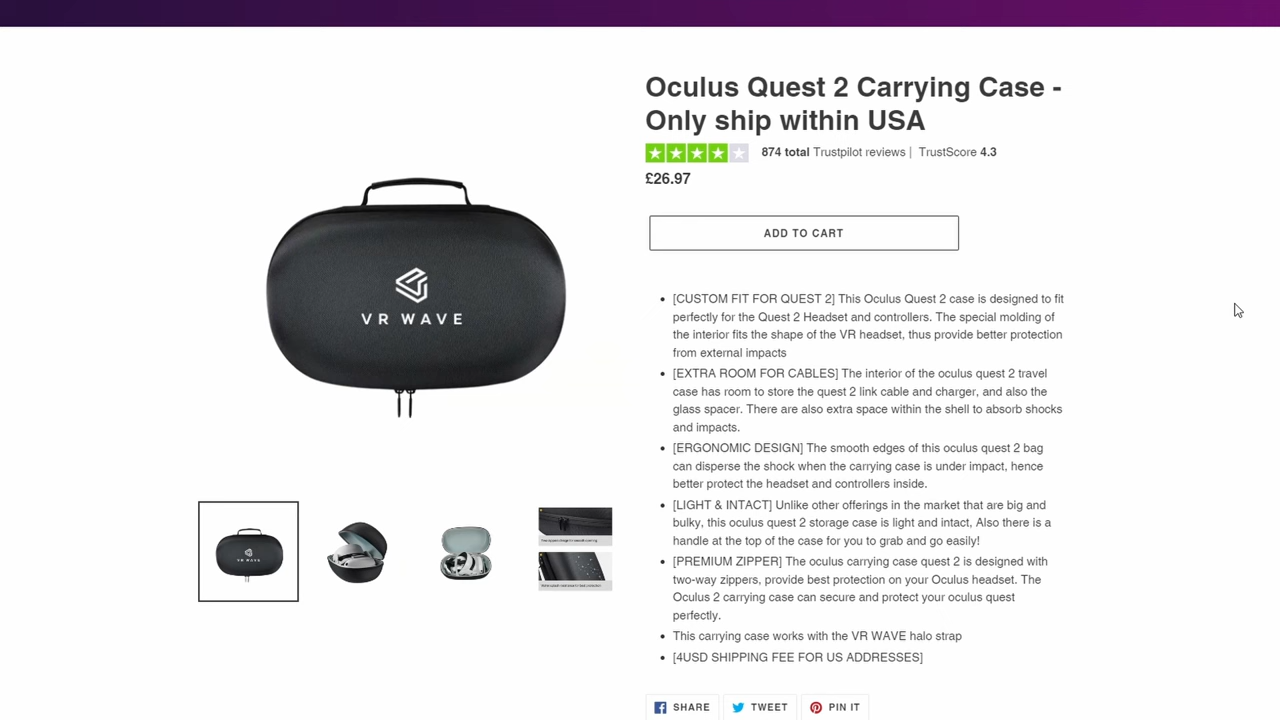 Oculus Quest 2 Carrying Case -
Only ship within USA
874 total Trustpilot reviews | TrustScore 4.3
£26.97
ADD TO CART
VR WAVE
[CUSTOM FIT FOR QUEST 2] This Oculus Quest 2 case is designed to fit
perfectly for the Quest 2 Headset and controllers. The special molding of
the interior fits the shape of the VR headset, thus provide better protection
from external impacts
[EXTRA ROOM FOR CABLES] The interior of the oculus quest 2 travel
case has room to store the quest 2 link cable and charger, and also the
glass spacer. There are also extra space within the shell to absorb shocks
and impacts.
[ERGONOMIC DESIGN] The smooth edges of this oculus quest 2 bag
can disperse the shock when the carrying case is under impact, hence
better protect the headset and controllers inside.
[LIGHT & INTACT] Unlike other offerings in the market that are big and
bulky, this oculus quest 2 storage case is light and intact, Also there is a
handle at the top of the case for you to grab and go easily!
[PREMIUM ZIPPER] The oculus carrying case quest 2 is designed with
two-way zippers, provide best protection on your Oculus headset. The
Oculus 2 carrying case can secure and protect your oculus quest
perfectly.
This carrying case works with the VR WAVE halo strap
[4USD SHIPPING FEE FOR US ADDRESSES]
VR WAVE
SHARE
TWEET
PIN IT